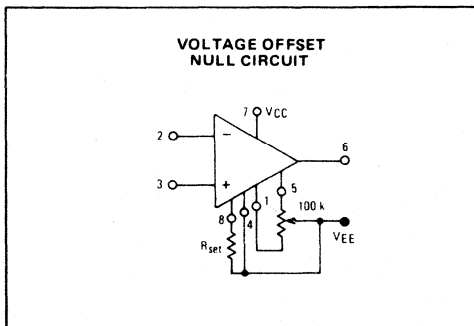 VOLTAGE OFFSET
NULL CIRCUIT
7 VCC
2
6
3
5
1
100 k
8
4
Rset
VEE